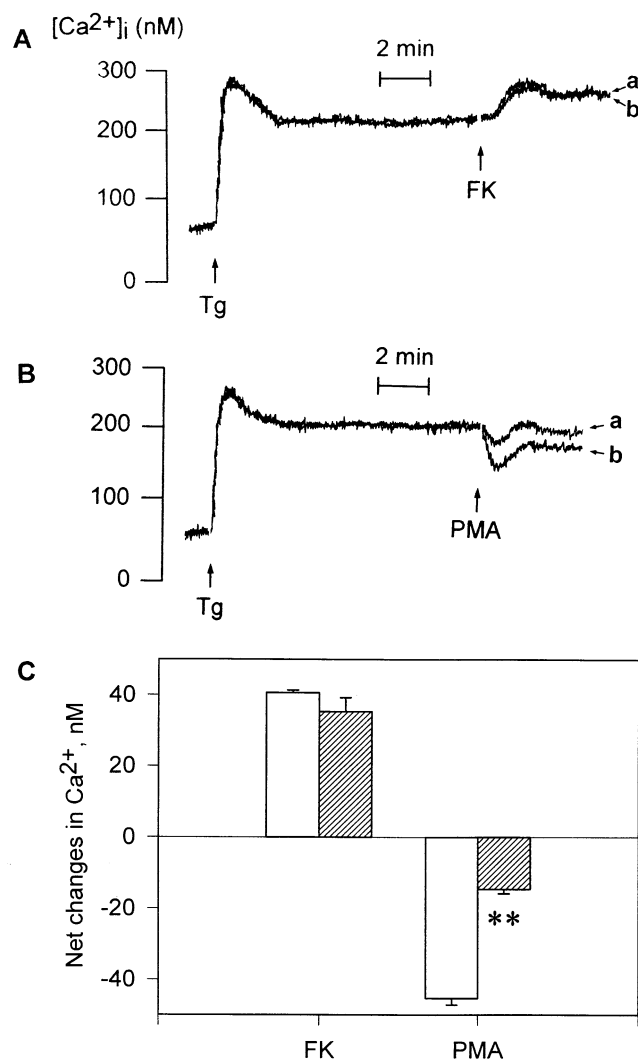 A
[Ca2+]i (nM)
2 min
300
200
100
0
Tg
FK
a
b
B
2 min
300
200
100
0
Tg
PMA
a
b
C
Net changes in Ca2+, nM
40
20
0
-20
-40
**
FK
PMA